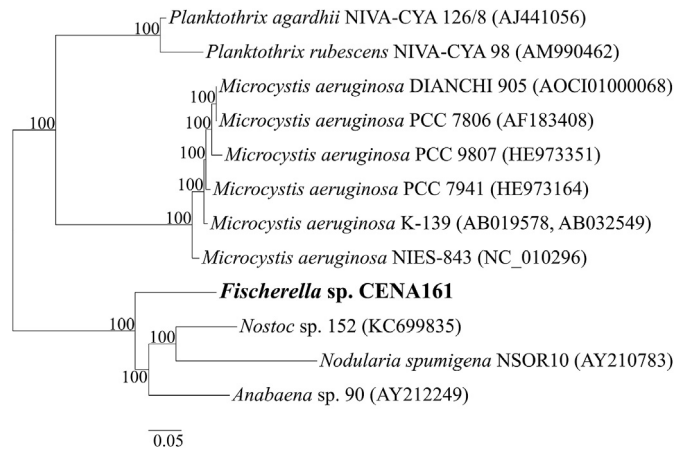 100 Planktothrix agardhii NIVA-CYA 126/8 (AJ441056)
Planktothrix rubescens NIVA-CYA 98 (AM990462)
Microcystis aeruginosa DIANCHI 905 (AOCI01000068)
100
100 Microcystis aeruginosa PCC 7806 (AF183408)
100 Microcystis aeruginosa PCC 9807 (HE973351)
100 Microcystis aeruginosa PCC 7941 (HE973164)
100
100 Microcystis aeruginosa K-139 (AB019578, AB032549)
Microcystis aeruginosa NIES-843 (NC_010296)
Fischerella sp. CENA161
100 Nostoc sp. 152 (KC699835)
100
Nodularia spumigena NSOR10 (AY210783)
100
Anabaena sp. 90 (AY212249)
0.05